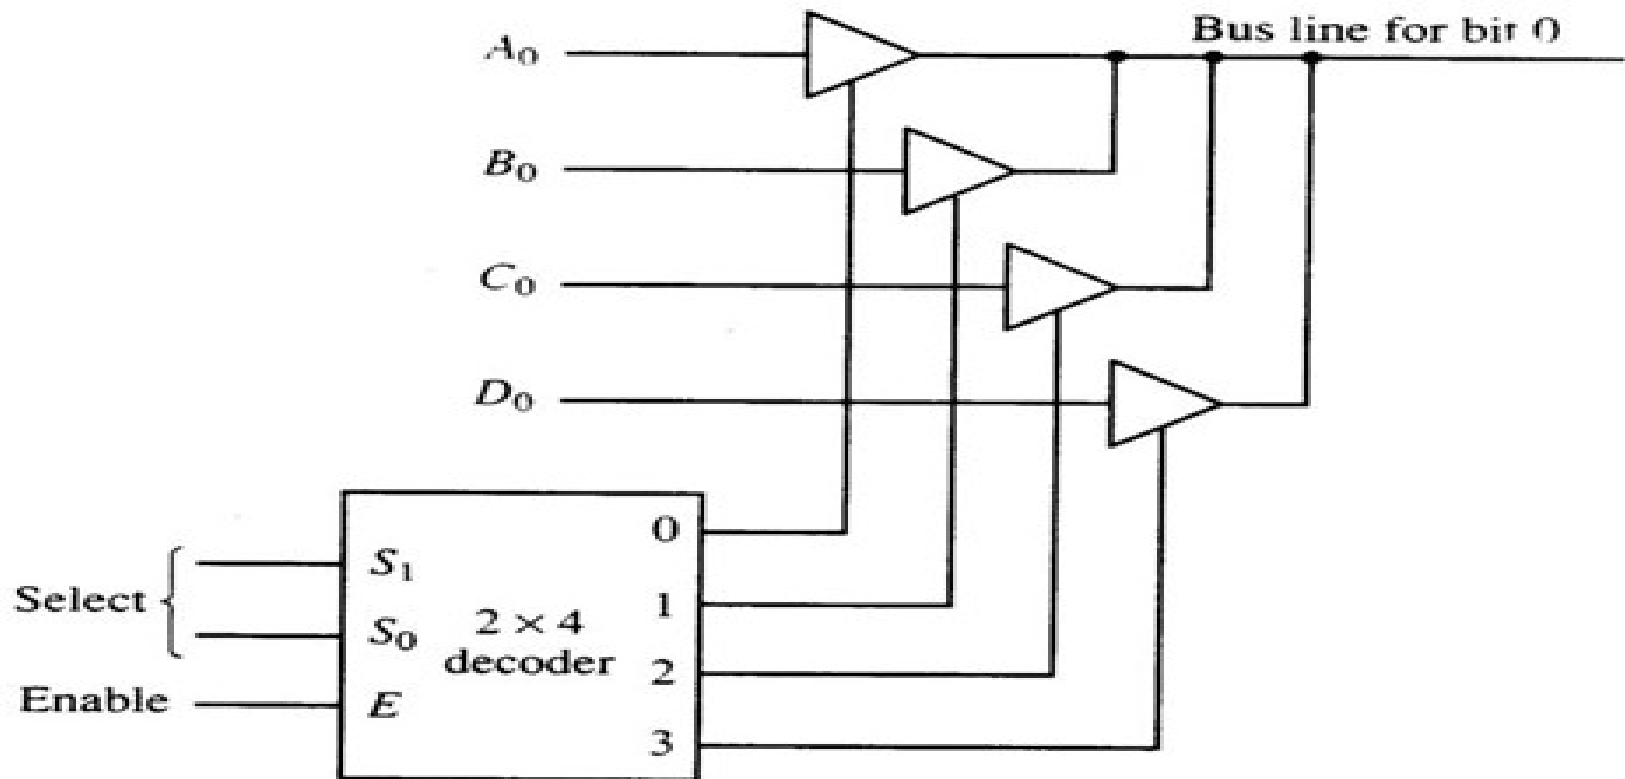 Bus line for bit 0
A₀
B₀
C₀
D₀
Select
Enable
S₁
S₀
E
2 × 4
decoder
0
1
2
3